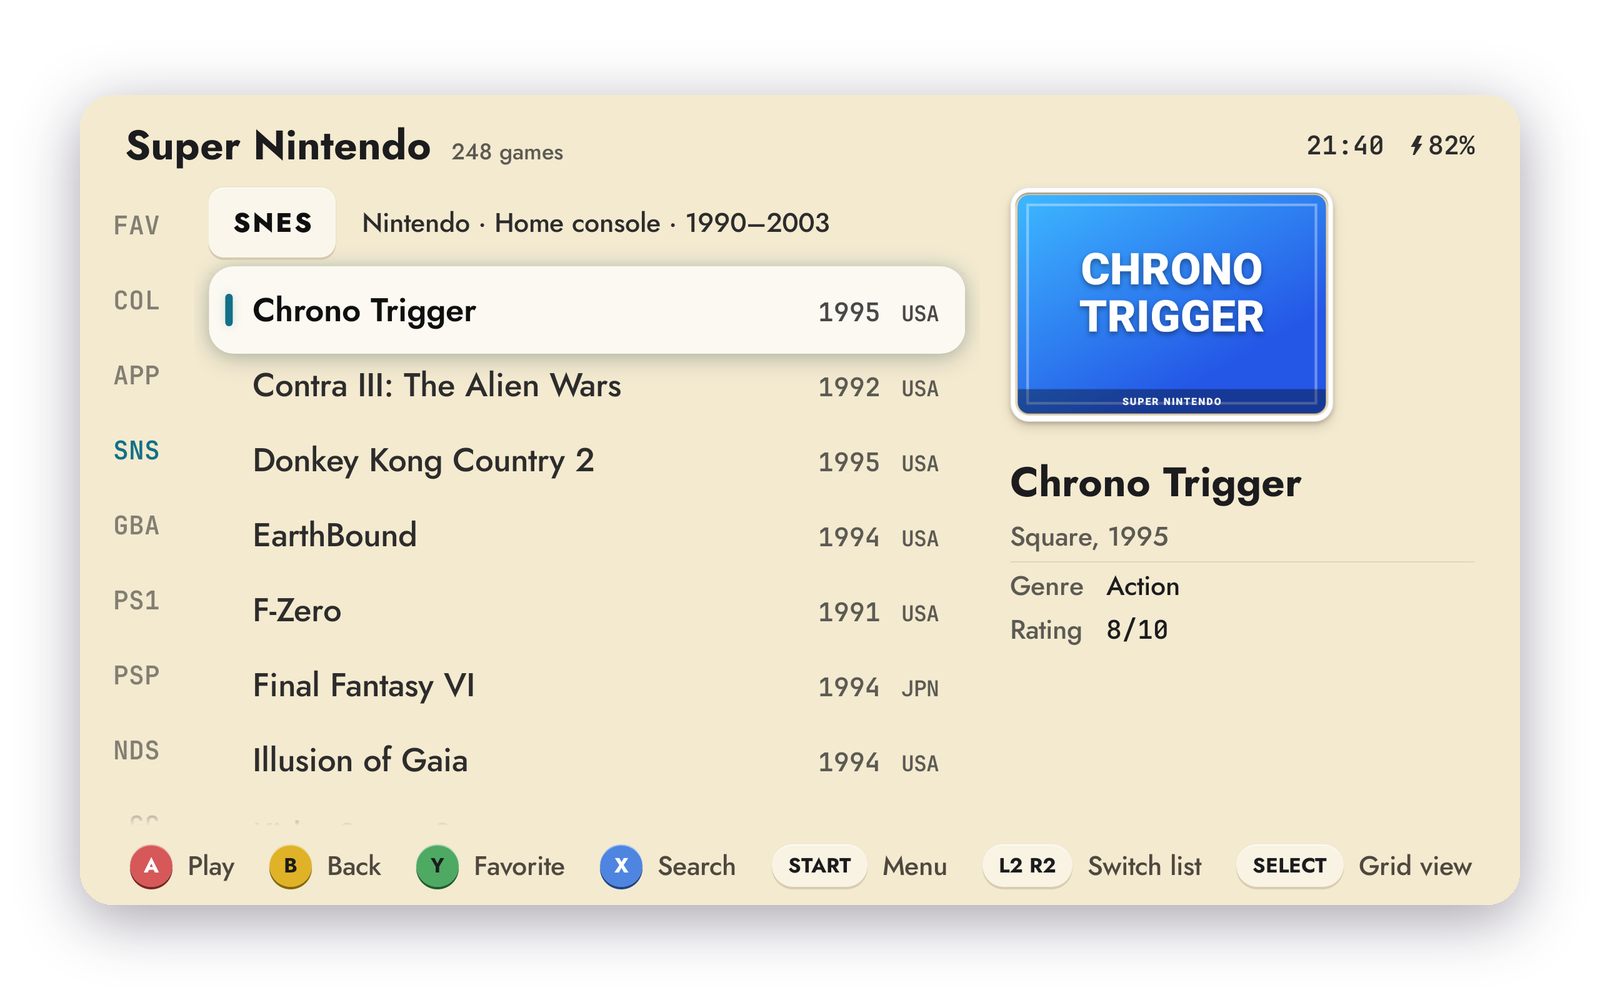 Super Nintendo 248 games
21:40 82%
FAV
COL
APP
SNS
GBA
PS1
PSP
NDS
SNES Nintendo · Home console · 1990–2003
Chrono Trigger 1995 USA
Contra III: The Alien Wars 1992 USA
Donkey Kong Country 2 1995 USA
EarthBound 1994 USA
F-Zero 1991 USA
Final Fantasy VI 1994 JPN
Illusion of Gaia 1994 USA
CHRONO
TRIGGER
SUPER NINTENDO
Chrono Trigger
Square, 1995
Genre Action
Rating 8/10
A Play B Back Y Favorite X Search START Menu L2 R2 Switch list SELECT Grid view